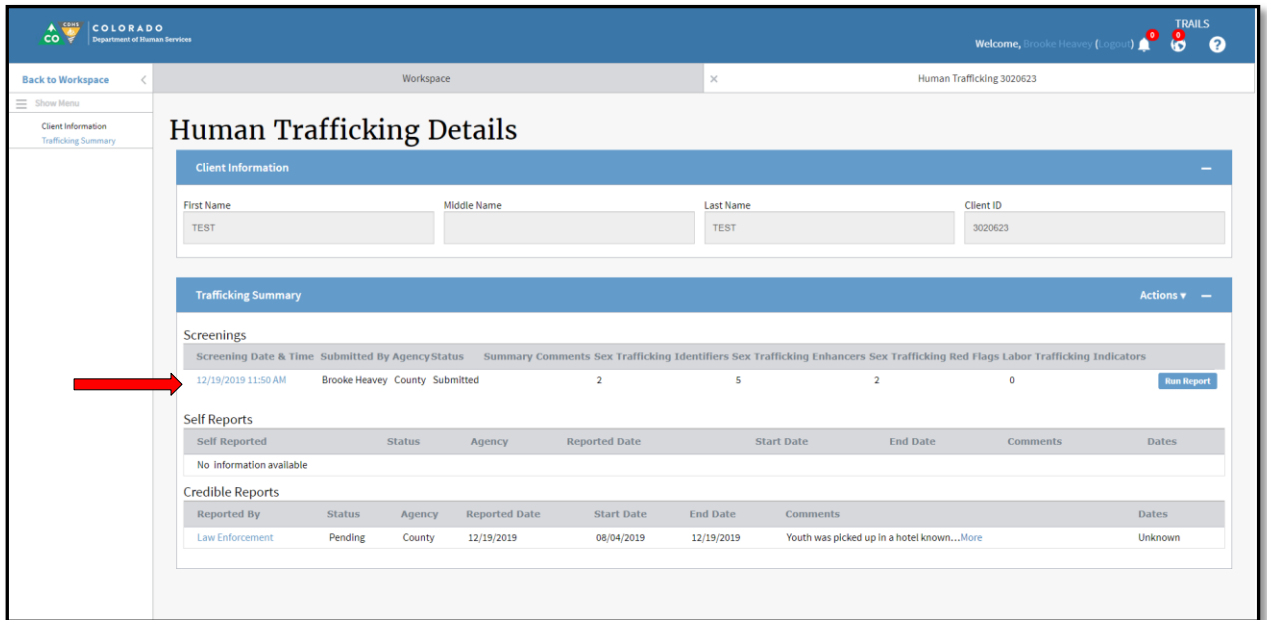 CO CDHS COLORADO
Department of Human Services
TRAILS
Welcome, Brooke Heavey (Logout) 0 0 ?
Back to Workspace <
Workspace
× Human Trafficking 3020623
Show Menu
Client Information
Trafficking Summary
Human Trafficking Details
Client Information –
First Name Middle Name Last Name Client ID
TEST TEST 3020623
Trafficking Summary Actions ▾ –
Screenings
Screening Date & Time Submitted By Agency Status Summary Comments Sex Trafficking Identifiers Sex Trafficking Enhancers Sex Trafficking Red Flags Labor Trafficking Indicators
12/19/2019 11:50 AM Brooke Heavey County Submitted 2 5 2 0 Run Report
Self Reports
Self Reported Status Agency Reported Date Start Date End Date Comments Dates
No information available
Credible Reports
Reported By Status Agency Reported Date Start Date End Date Comments Dates
Law Enforcement Pending County 12/19/2019 08/04/2019 12/19/2019 Youth was picked up in a hotel known...More Unknown